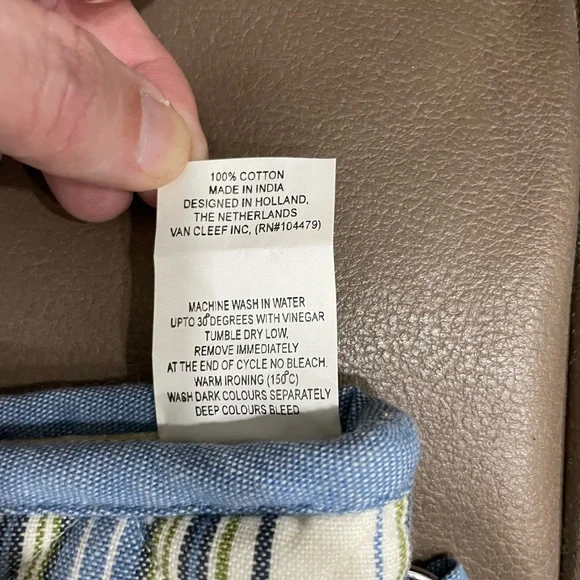 100% COTTON
MADE IN INDIA
DESIGNED IN HOLLAND,
THE NETHERLANDS
VAN CLEEF INC, (RN#104479)
MACHINE WASH IN WATER
UPTO 30° DEGREES WITH VINEGAR
TUMBLE DRY LOW,
REMOVE IMMEDIATELY
AT THE END OF CYCLE NO BLEACH.
WARM IRONING (150°C)
WASH DARK COLOURS SEPARATELY
DEEP COLOURS BLEED